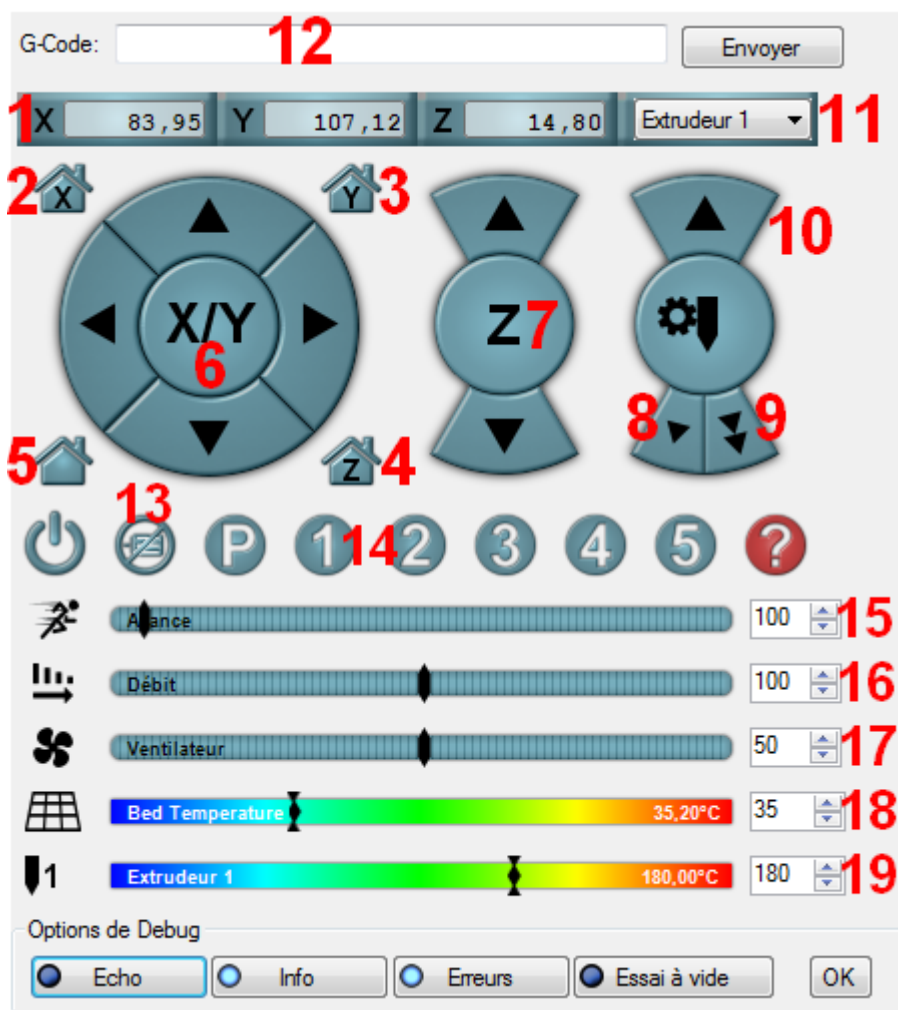 G-Code: 12 Envoyer
1 X 83,95 Y 107,12 Z 14,80 Extrudeur 1 11
2 X Y 3
10
X/Y Z 7
6
8 9
5 Z 4
13
P 1 14 2 3 4 5 ?
Avance 100 15
Débit 100 16
Ventilateur 50 17
Bed Temperature 35,20°C 35 18
1 Extrudeur 1 180,00°C 180 19
Options de Debug
Echo Info Erreurs Essai à vide OK